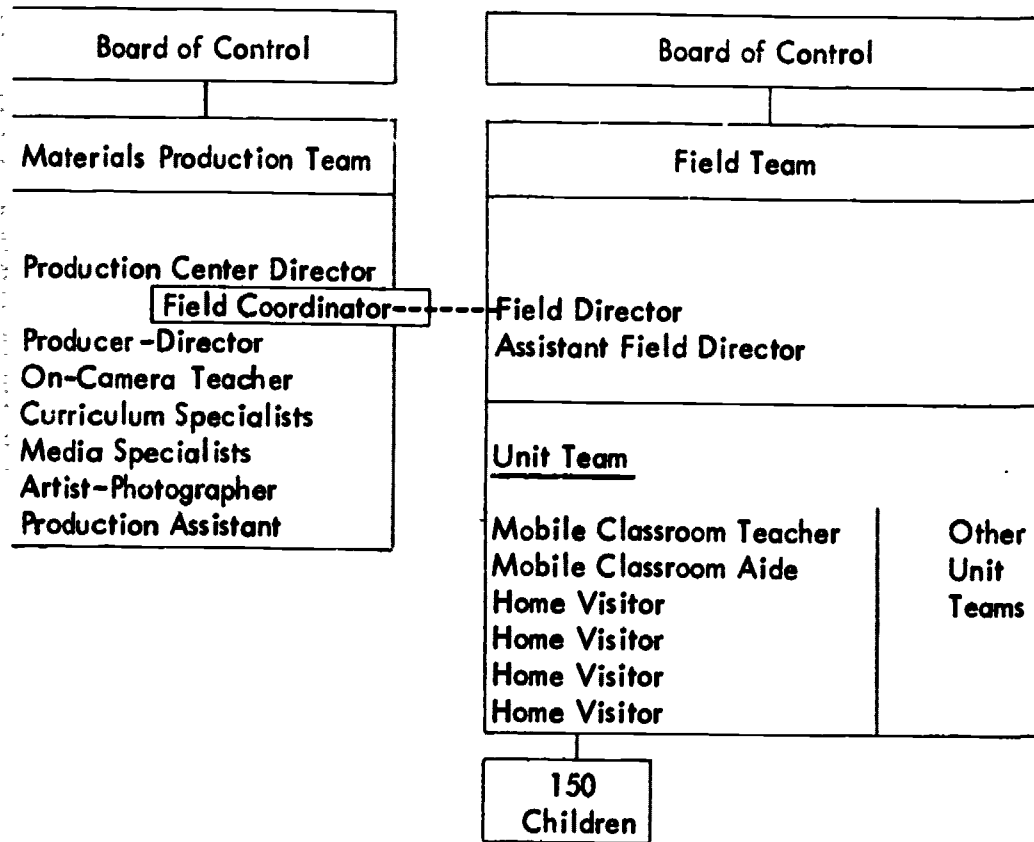 Board of Control
Materials Production Team
Production Center Director
Field Coordinator
Producer-Director
On-Camera Teacher
Curriculum Specialists
Media Specialists
Artist-Photographer
Production Assistant
Board of Control
Field Team
Field Director
Assistant Field Director
Unit Team
Mobile Classroom Teacher
Mobile Classroom Aide
Home Visitor
Home Visitor
Home Visitor
Home Visitor
Other
Unit
Teams
150
Children